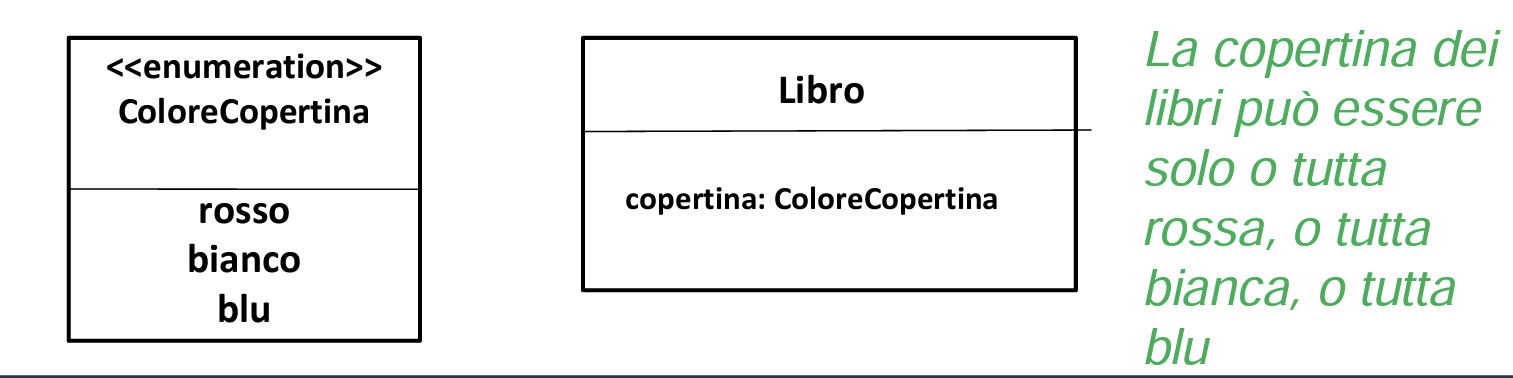 <<enumeration>>
ColoreCopertina
rosso
bianco
blu
Libro
copertina: ColoreCopertina
La copertina dei
libri può essere
solo o tutta
rossa, o tutta
bianca, o tutta
blu